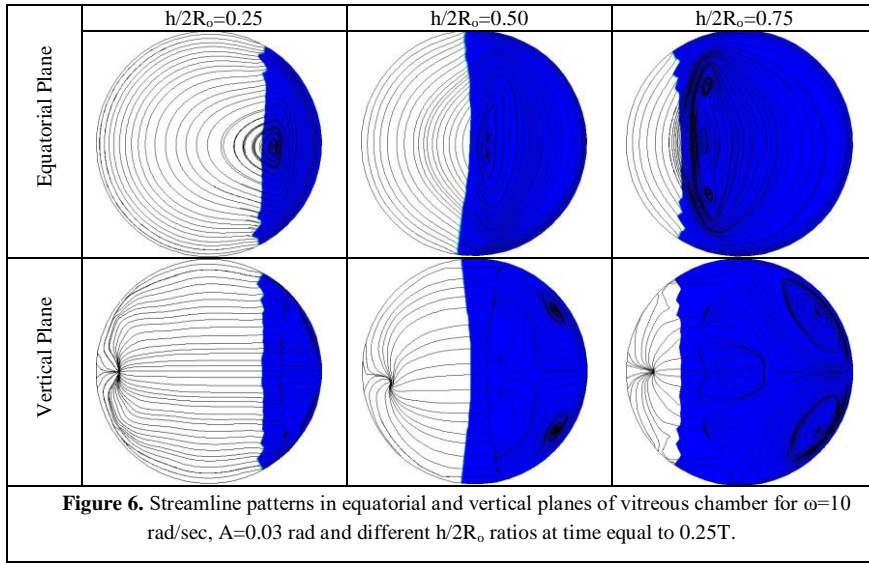 h/2Rₒ=0.25 h/2Rₒ=0.50 h/2Rₒ=0.75
Equatorial Plane
Vertical Plane
Figure 6. Streamline patterns in equatorial and vertical planes of vitreous chamber for ω=10
rad/sec, A=0.03 rad and different h/2Rₒ ratios at time equal to 0.25T.